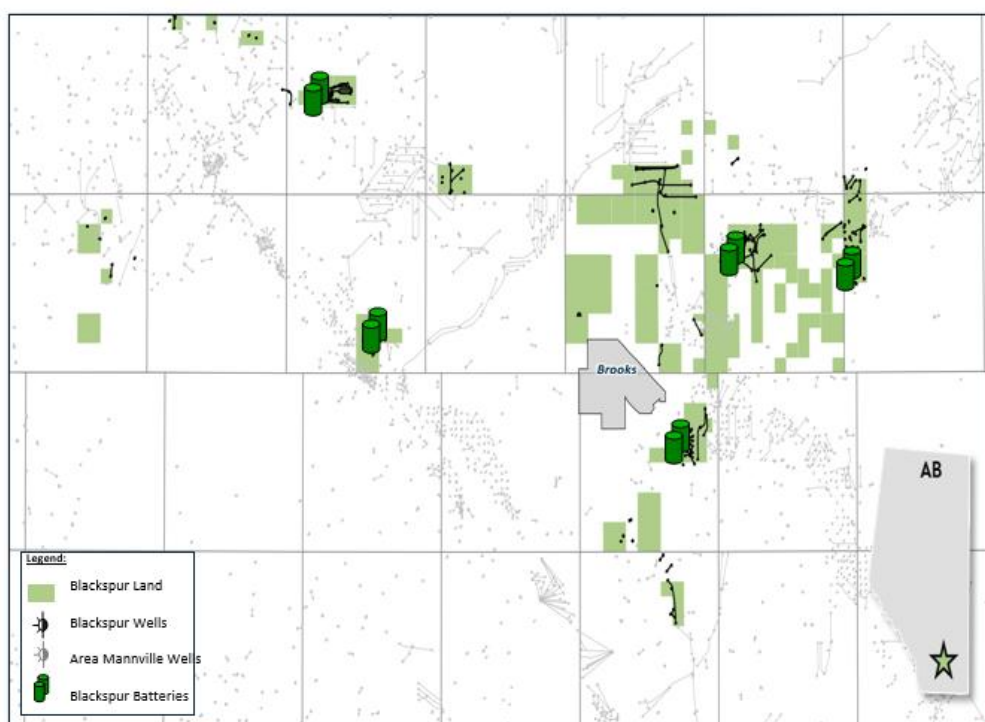 Brooks
AB
Legend:
Blackspur Land
Blackspur Wells
Area Mannville Wells
Blackspur Batteries